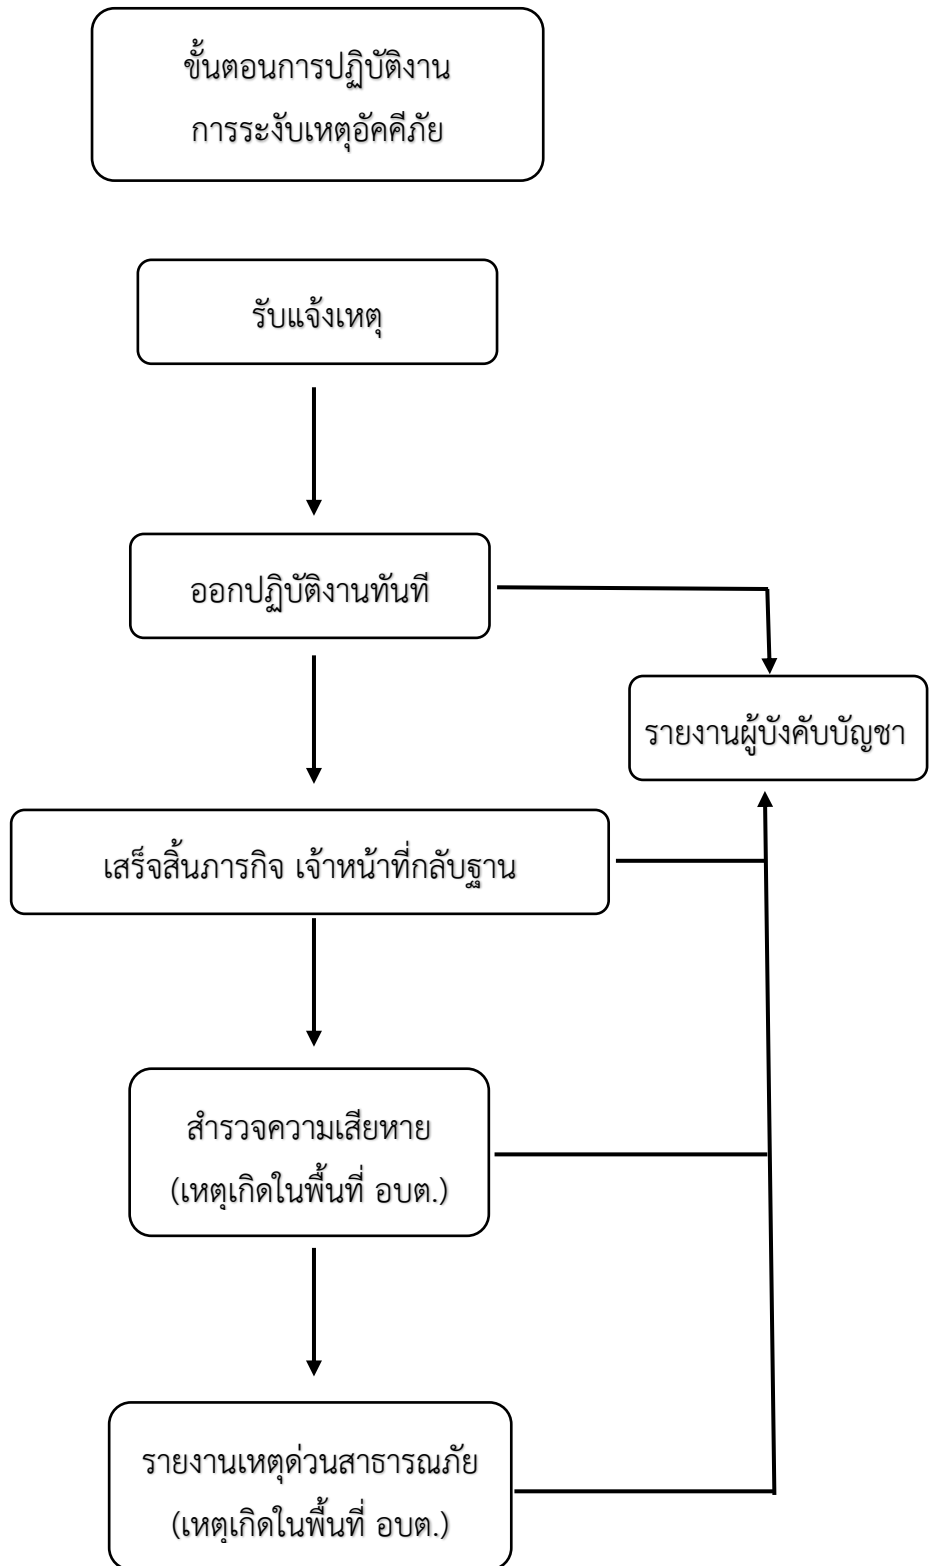 ขั้นตอนการปฏิบัติงาน
การระงับเหตุอัคคีภัย
รับแจ้งเหตุ
ออกปฏิบัติงานทันที
รายงานผู้บังคับบัญชา
เสร็จสิ้นภารกิจ เจ้าหน้าที่กลับฐาน
สำรวจความเสียหาย
(เหตุเกิดในพื้นที่ อบต.)
รายงานเหตุด่วนสาธารณภัย
(เหตุเกิดในพื้นที่ อบต.)